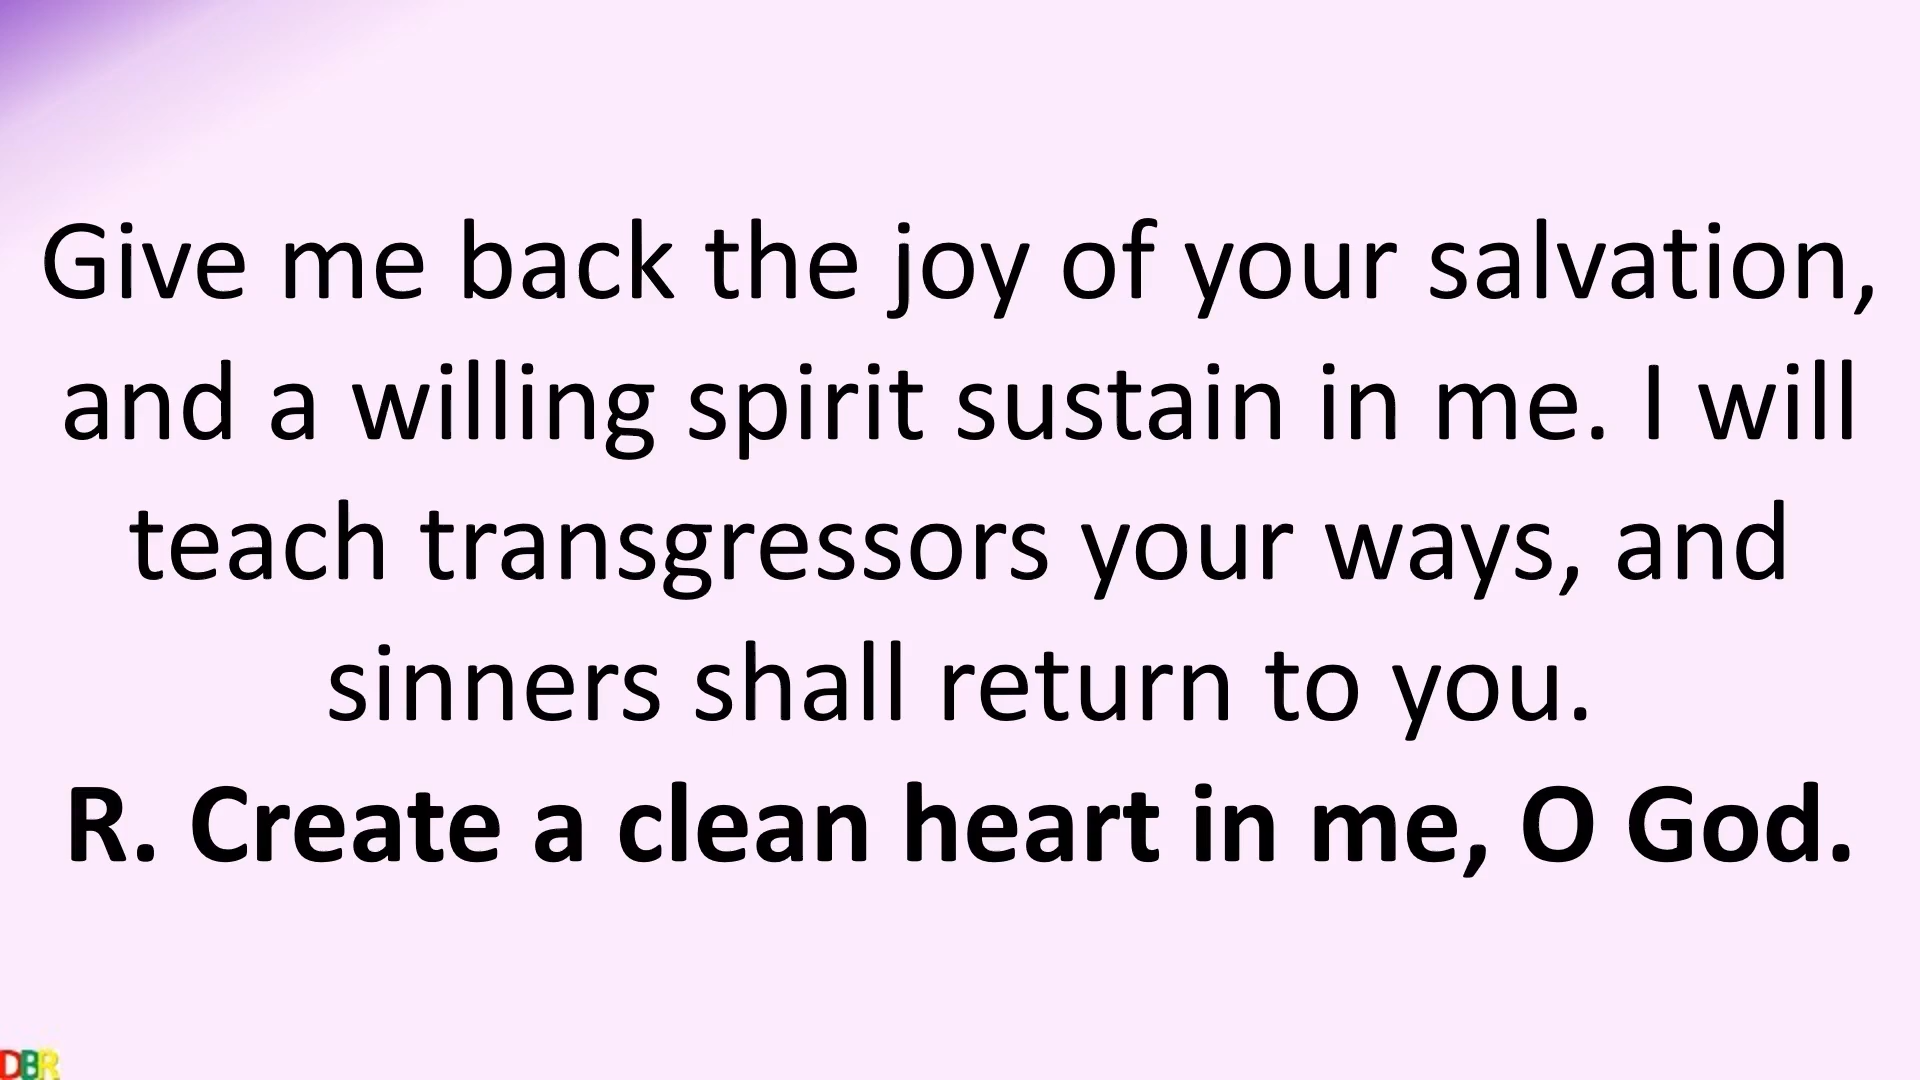 Give me back the joy of your salvation,
and a willing spirit sustain in me. I will
teach transgressors your ways, and
sinners shall return to you.
R. Create a clean heart in me, O God.
DBR